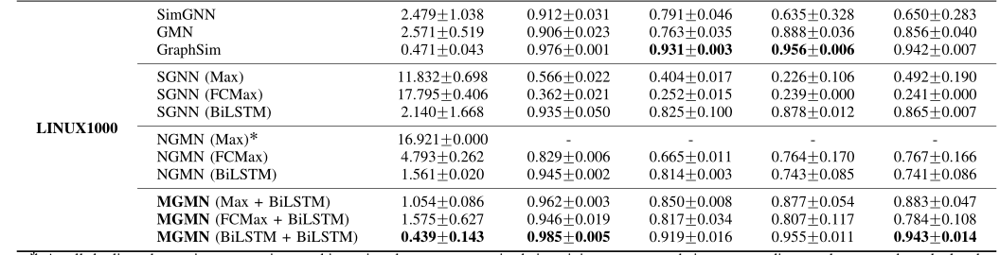 SimGNN 2.479±1.038 0.912±0.031 0.791±0.046 0.635±0.328 0.650±0.283
GMN 2.571±0.519 0.906±0.023 0.763±0.035 0.888±0.036 0.856±0.040
GraphSim 0.471±0.043 0.976±0.001 0.931±0.003 0.956±0.006 0.942±0.007
SGNN (Max) 11.832±0.698 0.566±0.022 0.404±0.017 0.226±0.106 0.492±0.190
SGNN (FCMax) 17.795±0.406 0.362±0.021 0.252±0.015 0.239±0.000 0.241±0.000
SGNN (BiLSTM) 2.140±1.668 0.935±0.050 0.825±0.100 0.878±0.012 0.865±0.007
LINUX1000
NGMN (Max)* 16.921±0.000 - - - -
NGMN (FCMax) 4.793±0.262 0.829±0.006 0.665±0.011 0.764±0.170 0.767±0.166
NGMN (BiLSTM) 1.561±0.020 0.945±0.002 0.814±0.003 0.743±0.085 0.741±0.086
MGMN (Max + BiLSTM) 1.054±0.086 0.962±0.003 0.850±0.008 0.877±0.054 0.883±0.047
MGMN (FCMax + BiLSTM) 1.575±0.627 0.946±0.019 0.817±0.034 0.807±0.117 0.784±0.108
MGMN (BiLSTM + BiLSTM) 0.439±0.143 0.985±0.005 0.919±0.016 0.955±0.011 0.943±0.014